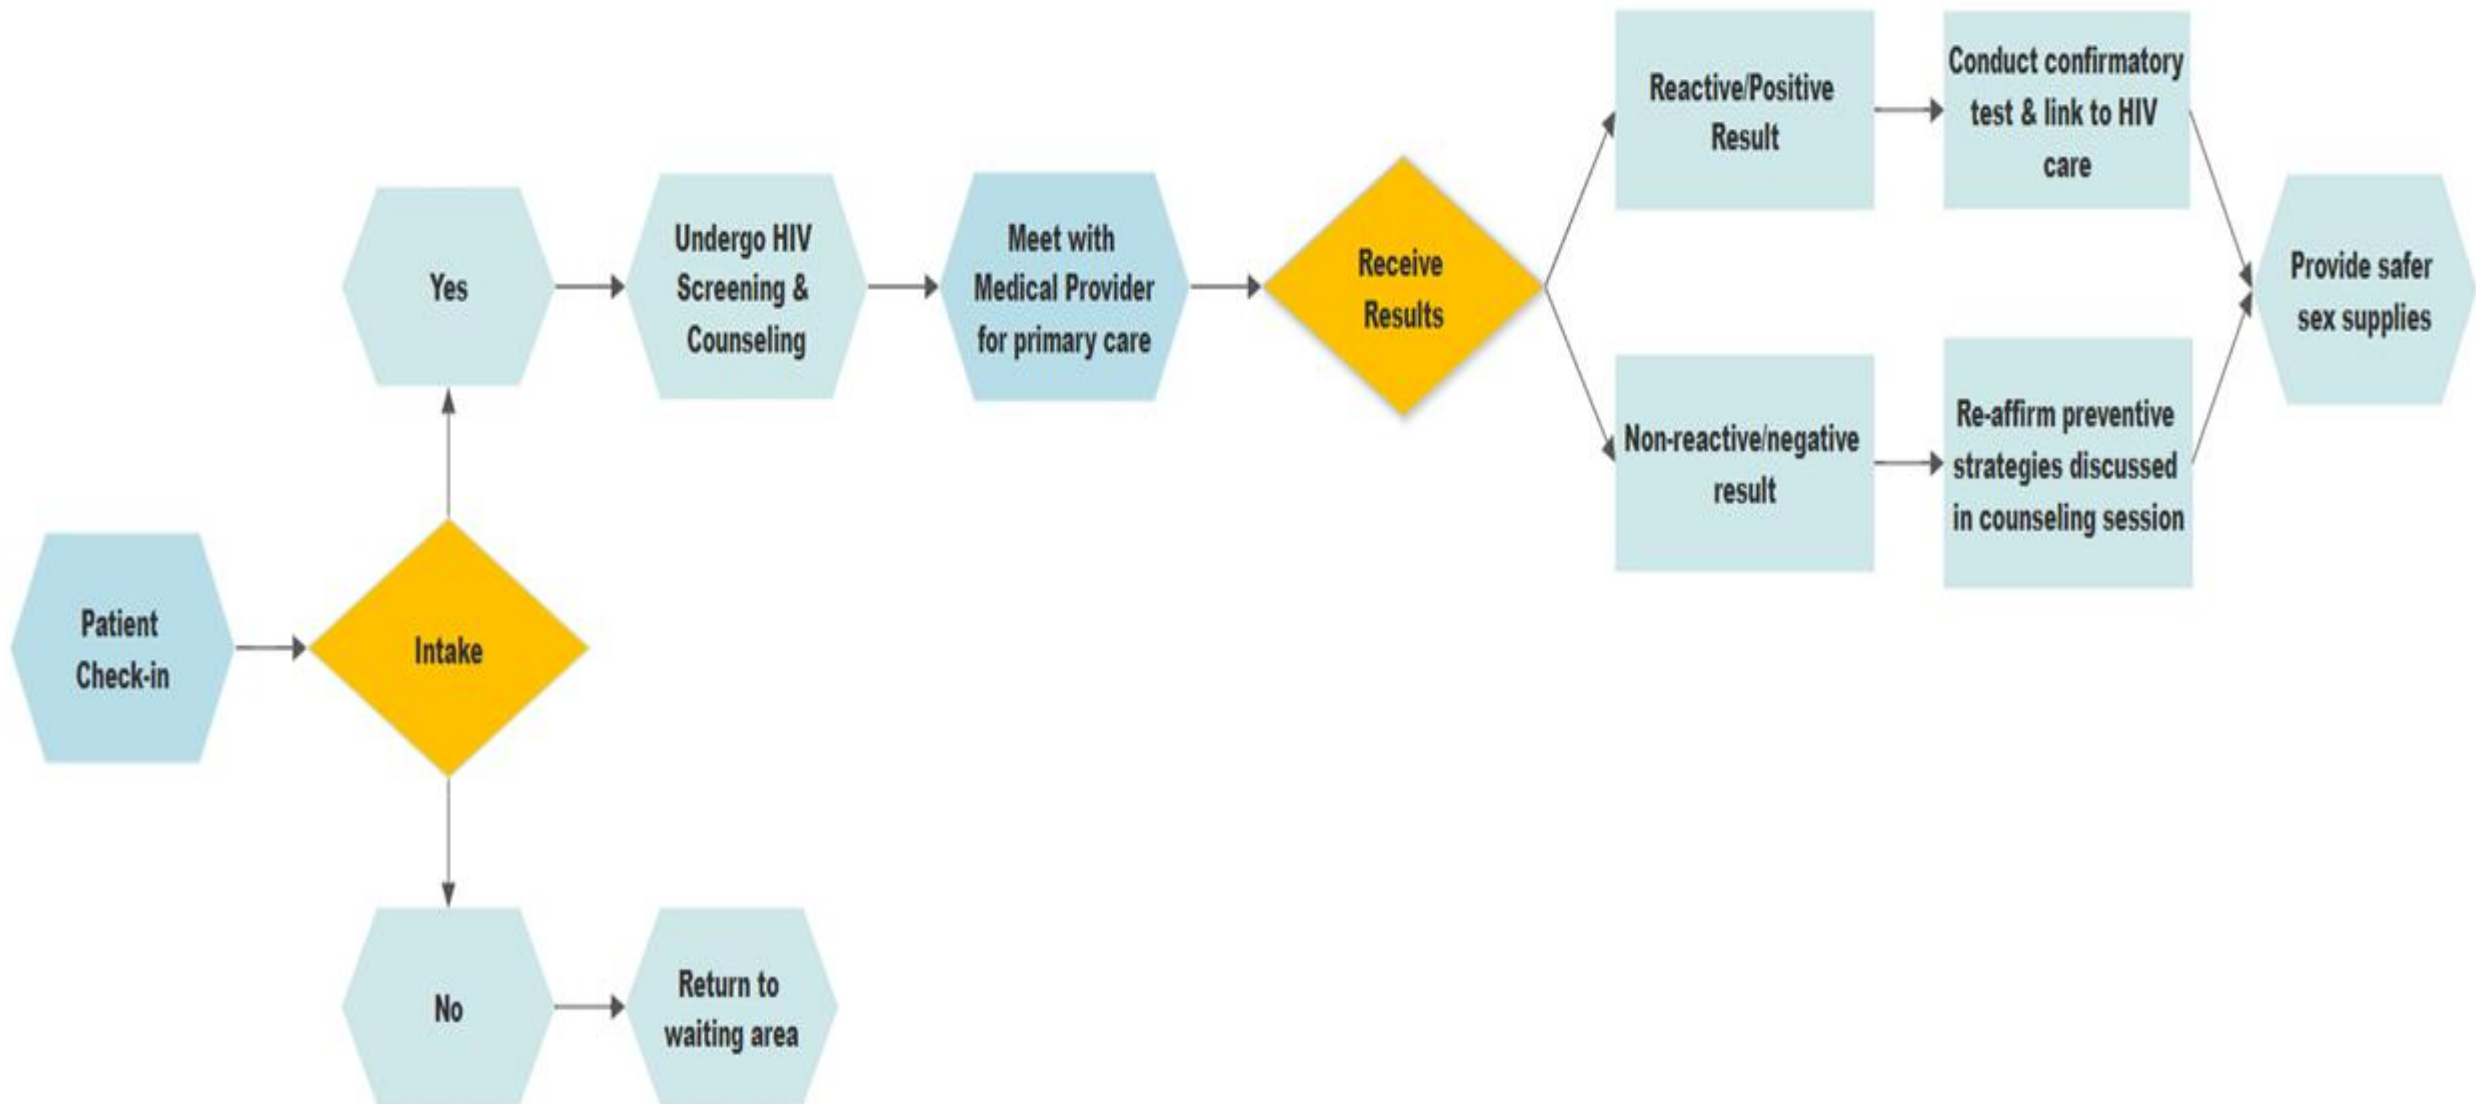 Patient
Check-in
Intake
Yes
Undergo HIV
Screening &
Counseling
Meet with
Medical Provider
for primary care
Receive
Results
Reactive/Positive
Result
Conduct confirmatory
test & link to HIV
care
Non-reactive/negative
result
Re-affirm preventive
strategies discussed
in counseling session
Provide safer
sex supplies
No
Return to
waiting area